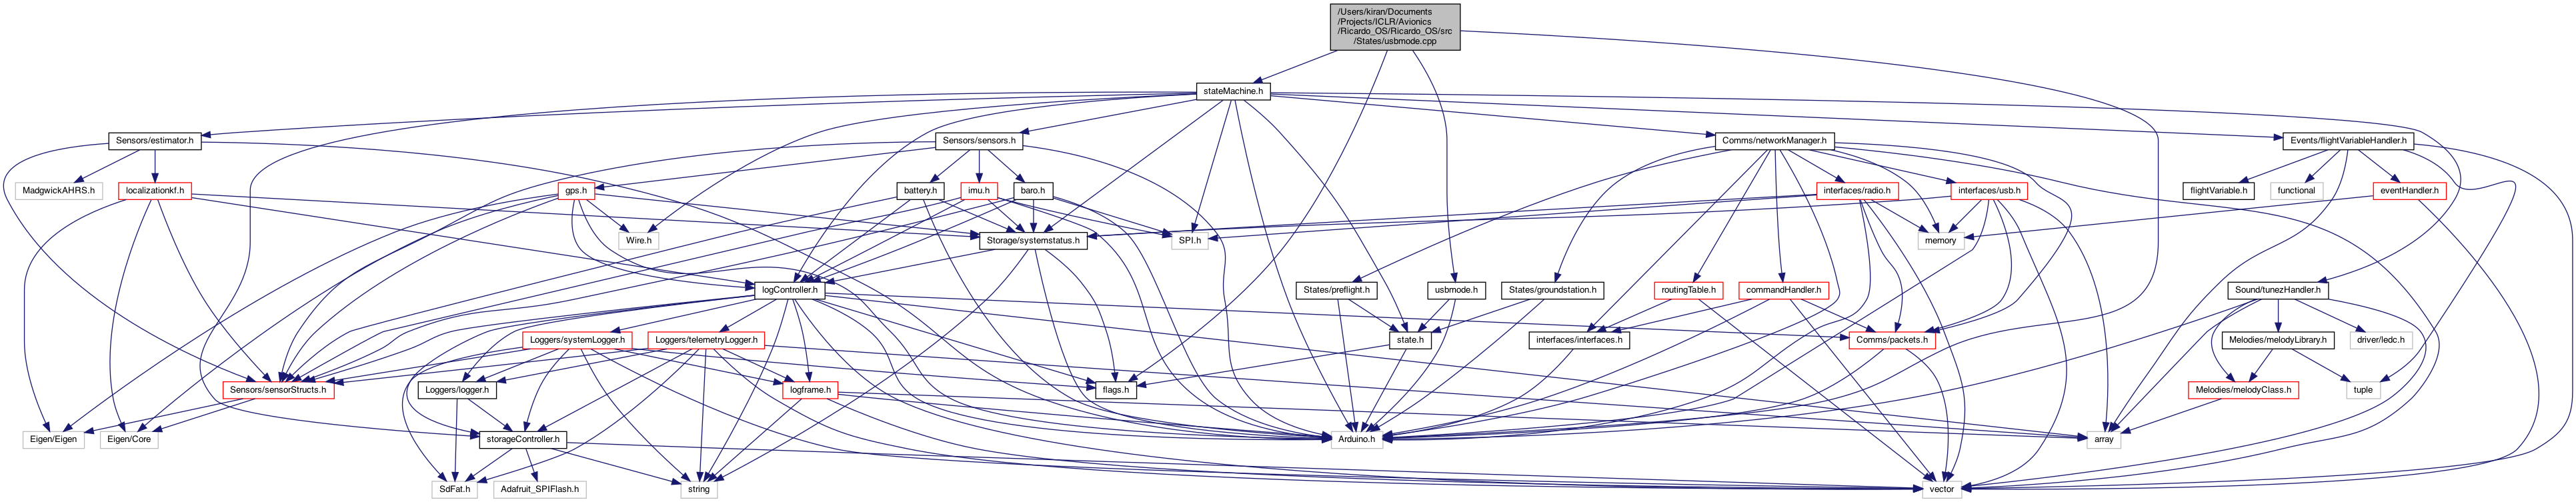 /Users/kiran/Documents
/Projects/ICLR/Avionics
/Ricardo_OS/Ricardo_OS/src
/States/usbmode.cpp
stateMachine.h
Sensors/estimator.h
Sensors/sensors.h
Comms/networkManager.h
Events/flightVariableHandler.h
MadgwickAHRS.h
localizationkf.h
gps.h
battery.h
imu.h
baro.h
interfaces/radio.h
interfaces/usb.h
flightVariable.h
functional
eventHandler.h
Wire.h
Storage/systemstatus.h
SPI.h
memory
logController.h
States/preflight.h
usbmode.h
States/groundstation.h
routingTable.h
commandHandler.h
Sound/tunezHandler.h
Loggers/systemLogger.h
Loggers/telemetryLogger.h
state.h
interfaces/interfaces.h
Comms/packets.h
Melodies/melodyLibrary.h
driver/ledc.h
Sensors/sensorStructs.h
Loggers/logger.h
logframe.h
flags.h
Melodies/melodyClass.h
tuple
Eigen/Eigen
Eigen/Core
storageController.h
Arduino.h
array
SdFat.h
Adafruit_SPIFlash.h
string
vector